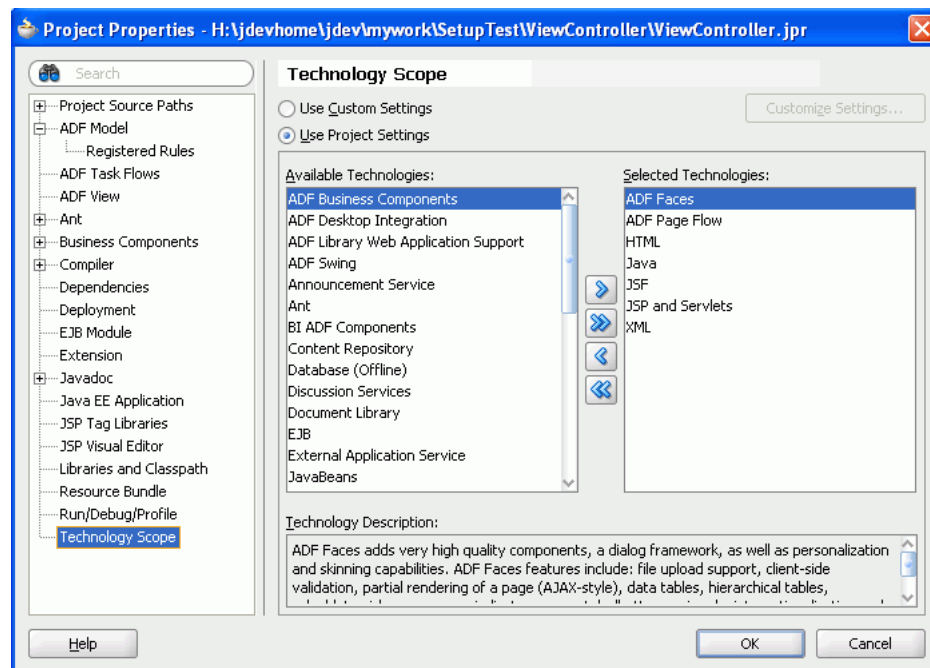 Project Properties - H:\jdevhome\jdev\mywork\SetupTest\ViewController\ViewController.jpr
Search
Project Source Paths
ADF Model
Registered Rules
ADF Task Flows
ADF View
Ant
Business Components
Compiler
Dependencies
Deployment
EJB Module
Extension
Javadoc
Java EE Application
JSP Tag Libraries
JSP Visual Editor
Libraries and Classpath
Resource Bundle
Run/Debug/Profile
Technology Scope
Technology Scope
Use Custom Settings
Customize Settings...
Use Project Settings
Available Technologies:
ADF Business Components
ADF Desktop Integration
ADF Library Web Application Support
ADF Swing
Announcement Service
Ant
BI ADF Components
Content Repository
Database (Offline)
Discussion Services
Document Library
EJB
External Application Service
JavaBeans
Selected Technologies:
ADF Faces
ADF Page Flow
HTML
Java
JSF
JSP and Servlets
XML
Technology Description:
ADF Faces adds very high quality components, a dialog framework, as well as personalization
and skinning capabilities. ADF Faces features include: file upload support, client-side
validation, partial rendering of a page (AJAX-style), data tables, hierarchical tables,
Help
OK
Cancel